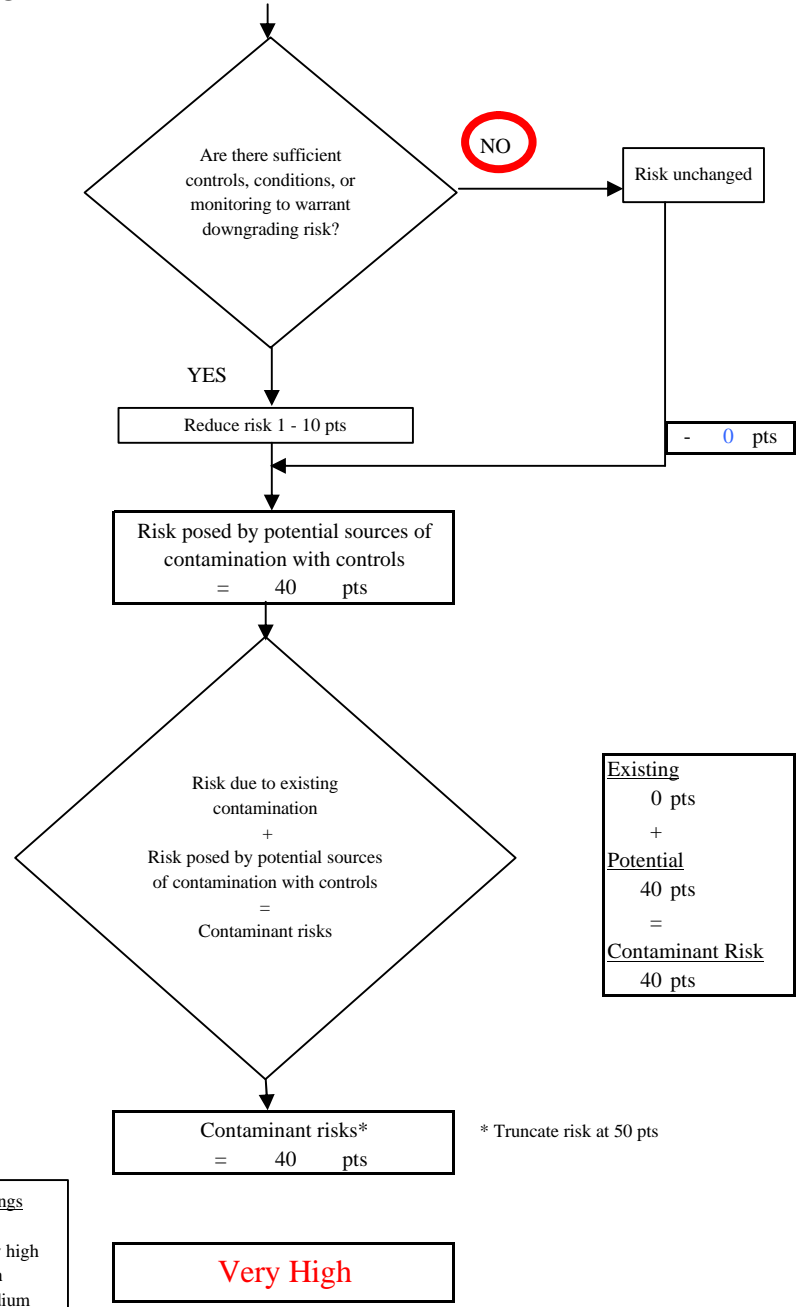 Are there sufficient
controls, conditions, or
monitoring to warrant
downgrading risk?
NO
Risk unchanged
YES
Reduce risk 1 - 10 pts
- 0 pts
Risk posed by potential sources of
contamination with controls
= 40 pts
Risk due to existing
contamination
+
Risk posed by potential sources
of contamination with controls
=
Contaminant risks
Existing
0 pts
+
Potential
40 pts
=
Contaminant Risk
40 pts
Contaminant risks*
= 40 pts
* Truncate risk at 50 pts
high
Very High